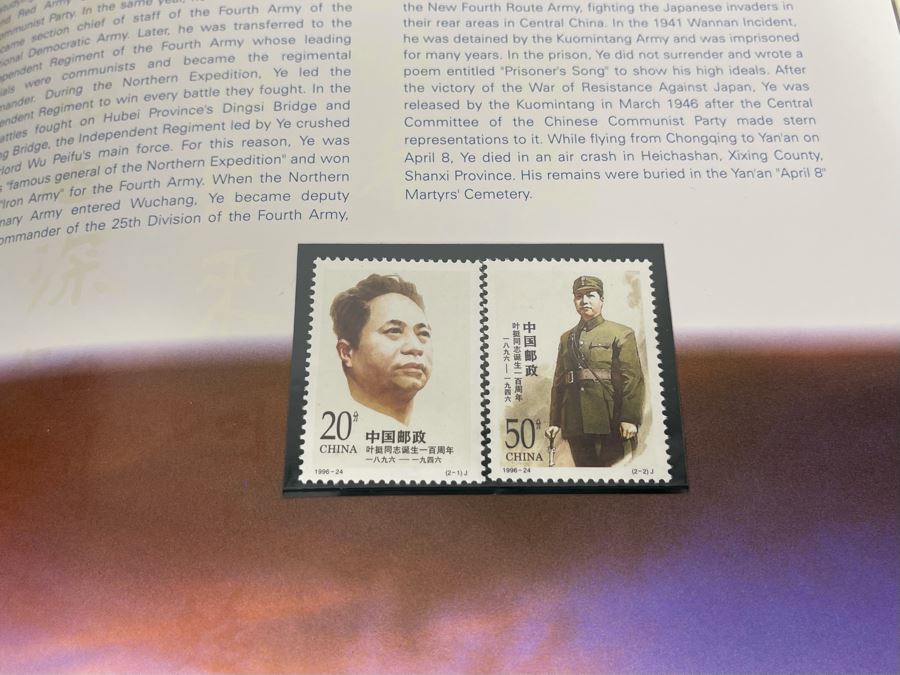 Red Army
Communist Party. In the same year,
section chief of staff of the Fourth Army of the
Democratic Army. Later, he was transferred to the
Regiment of the Fourth Army whose leading
were communists and became the regimental
During the Northern Expedition, Ye led the
Regiment to win every battle they fought. In the
fought on Hubei Province's Dingsi Bridge and
Bridge, the Independent Regiment led by Ye crushed
Wu Peifu's main force. For this reason, Ye was
"famous general of the Northern Expedition" and won
"Iron Army" for the Fourth Army. When the Northern
Army entered Wuchang, Ye became deputy
commander of the 25th Division of the Fourth Army,
the New Fourth Route Army, fighting the Japanese invaders in
their rear areas in Central China. In the 1941 Wannan Incident,
he was detained by the Kuomintang Army and was imprisoned
for many years. In the prison, Ye did not surrender and wrote a
poem entitled "Prisoner's Song" to show his high ideals. After
the victory of the War of Resistance Against Japan, Ye was
released by the Kuomintang in March 1946 after the Central
Committee of the Chinese Communist Party made stern
representations to it. While flying from Chongqing to Yan'an on
April 8, Ye died in an air crash in Heichashan, Xixing County,
Shanxi Province. His remains were buried in the Yan'an "April 8"
Martyrs' Cemetery.
20分
CHINA
中国邮政
叶挺同志诞生一百周年
一八九六——一九四六
1996-24
(2-1)J
中国邮政
叶挺同志诞生一百周年
一八九六——一九四六
50分
CHINA
1996-24
(2-2)J